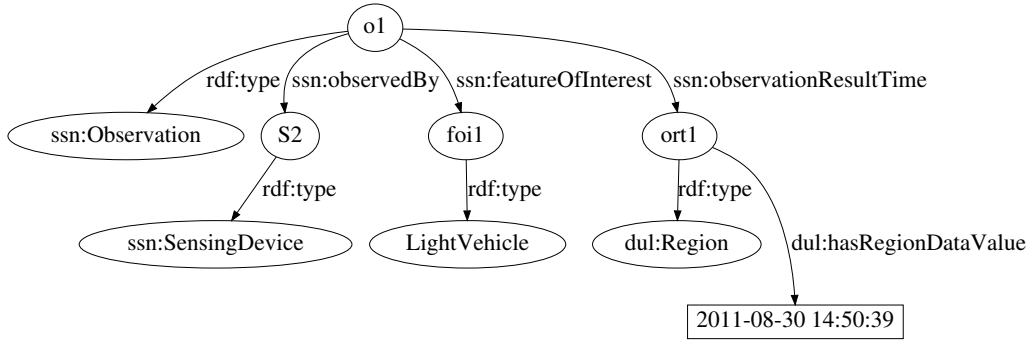 o1
rdf:type
ssn:observedBy
ssn:featureOfInterest
ssn:observationResultTime
ssn:Observation
S2
foi1
ort1
rdf:type
rdf:type
rdf:type
ssn:SensingDevice
LightVehicle
dul:Region
dul:hasRegionDataValue
2011-08-30 14:50:39